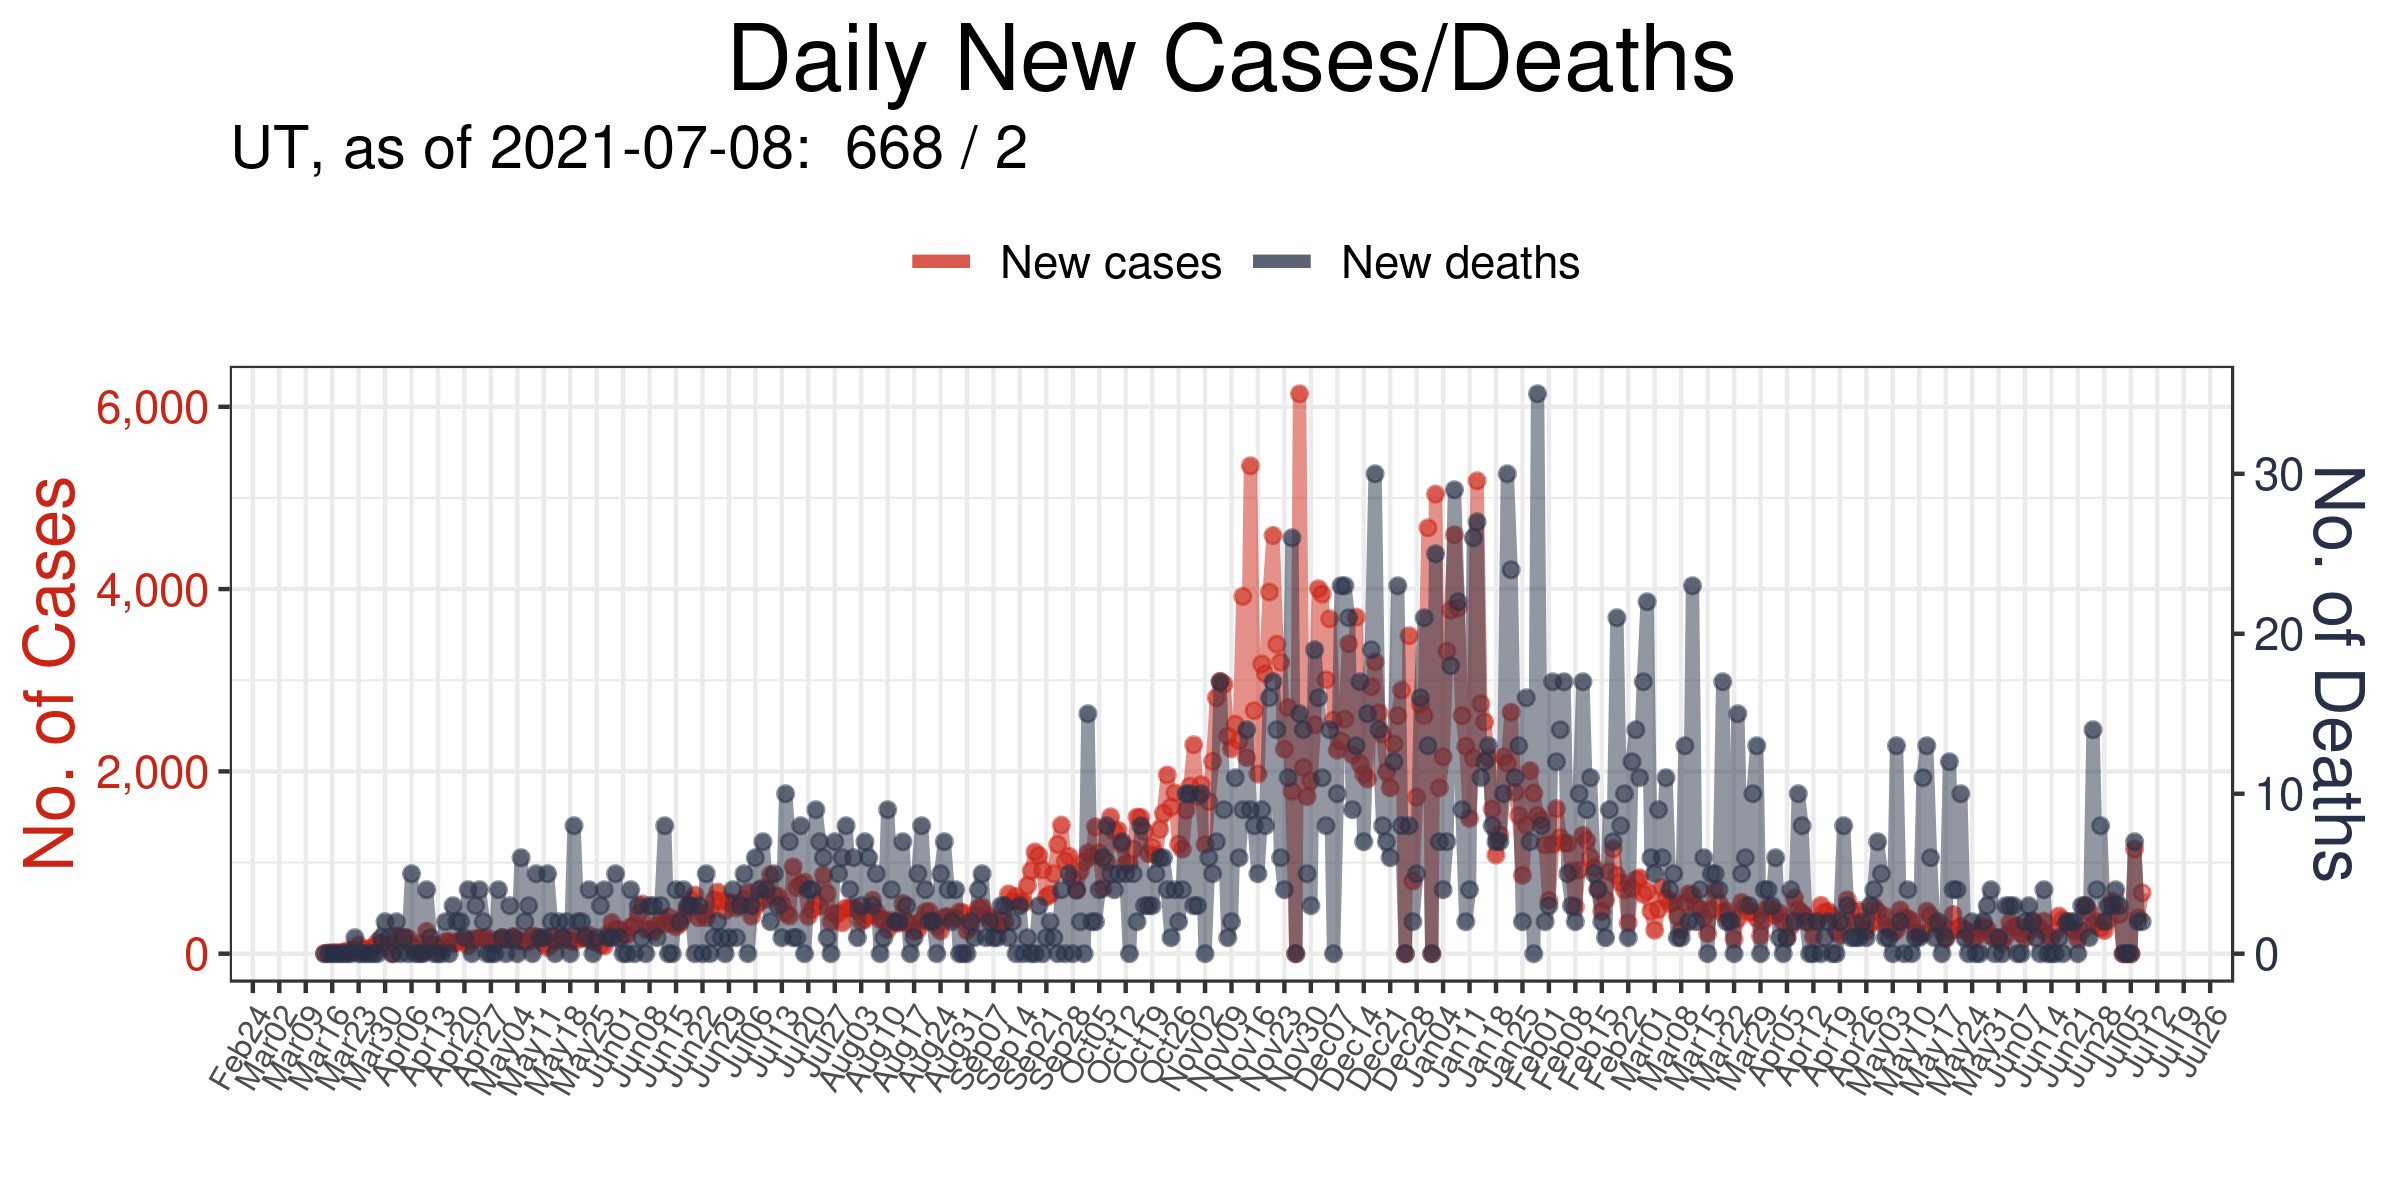 Daily New Cases/Deaths
UT, as of 2021-07-08:  668 / 2
New cases
New deaths
No. of Cases
6,000
4,000
2,000
0
No. of Deaths
30
20
10
0
Feb24
Mar02
Mar09
Mar16
Mar23
Mar30
Apr06
Apr13
Apr20
Apr27
May04
May11
May18
May25
Jun01
Jun08
Jun15
Jun22
Jun29
Jul06
Jul13
Jul20
Jul27
Aug03
Aug10
Aug17
Aug24
Aug31
Sep07
Sep14
Sep21
Sep28
Oct05
Oct12
Oct19
Oct26
Nov02
Nov09
Nov16
Nov23
Nov30
Dec07
Dec14
Dec21
Dec28
Jan04
Jan11
Jan18
Jan25
Feb01
Feb08
Feb15
Feb22
Mar01
Mar08
Mar15
Mar22
Mar29
Apr05
Apr12
Apr19
Apr26
May03
May10
May17
May24
May31
Jun07
Jun14
Jun21
Jun28
Jul05
Jul12
Jul19
Jul26